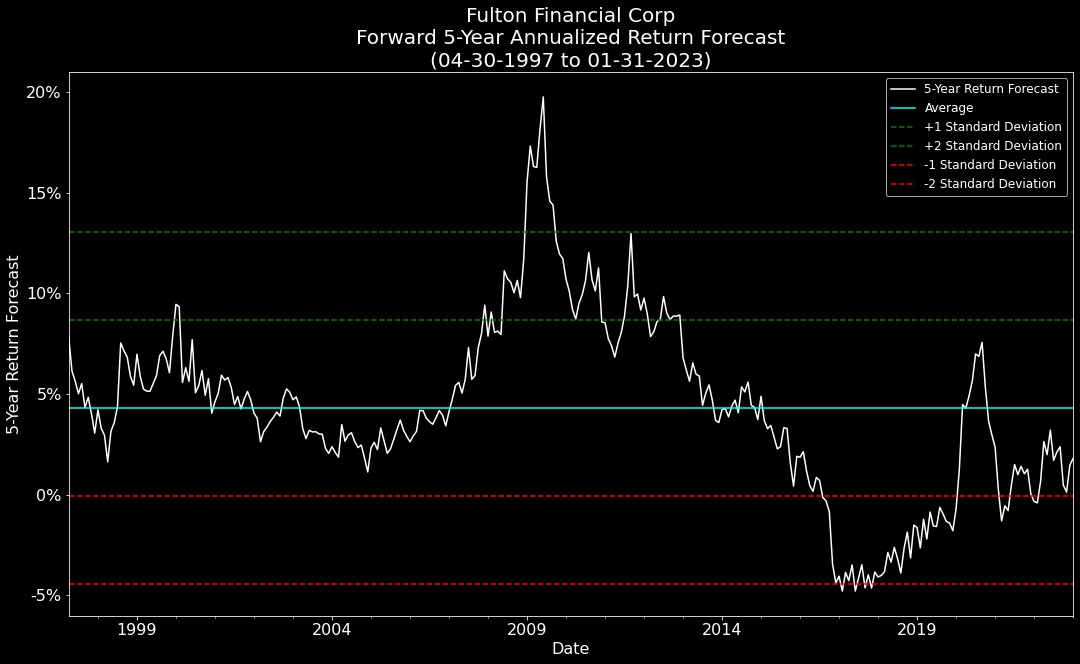 Fulton Financial Corp
Forward 5-Year Annualized Return Forecast
(04-30-1997 to 01-31-2023)
5-Year Return Forecast
Average
+1 Standard Deviation
+2 Standard Deviation
-1 Standard Deviation
-2 Standard Deviation
5-Year Return Forecast
20%
15%
10%
5%
0%
-5%
1999
2004
2009
2014
2019
Date